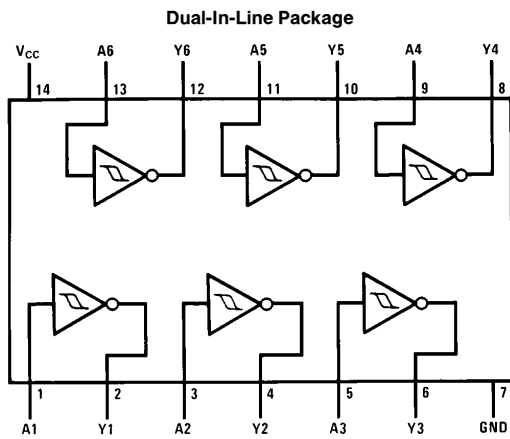 Dual-In-Line Package
VCC A6 Y6 A5 Y5 A4 Y4
14 13 12 11 10 9 8
1 2 3 4 5 6 7
A1 Y1 A2 Y2 A3 Y3 GND